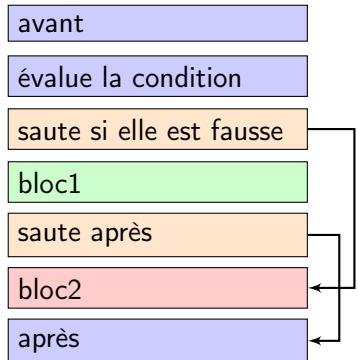 avant
évalue la condition
saute si elle est fausse
bloc1
saute après
bloc2
après